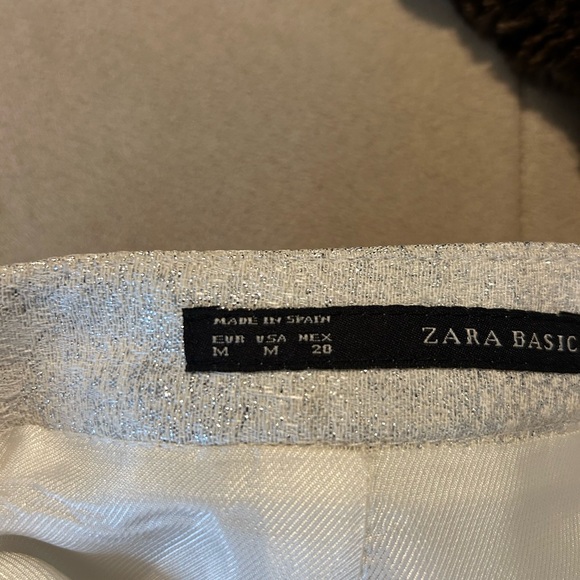 MADE IN SPAIN
EUR USA MEX
M M 28
ZARA BASIC